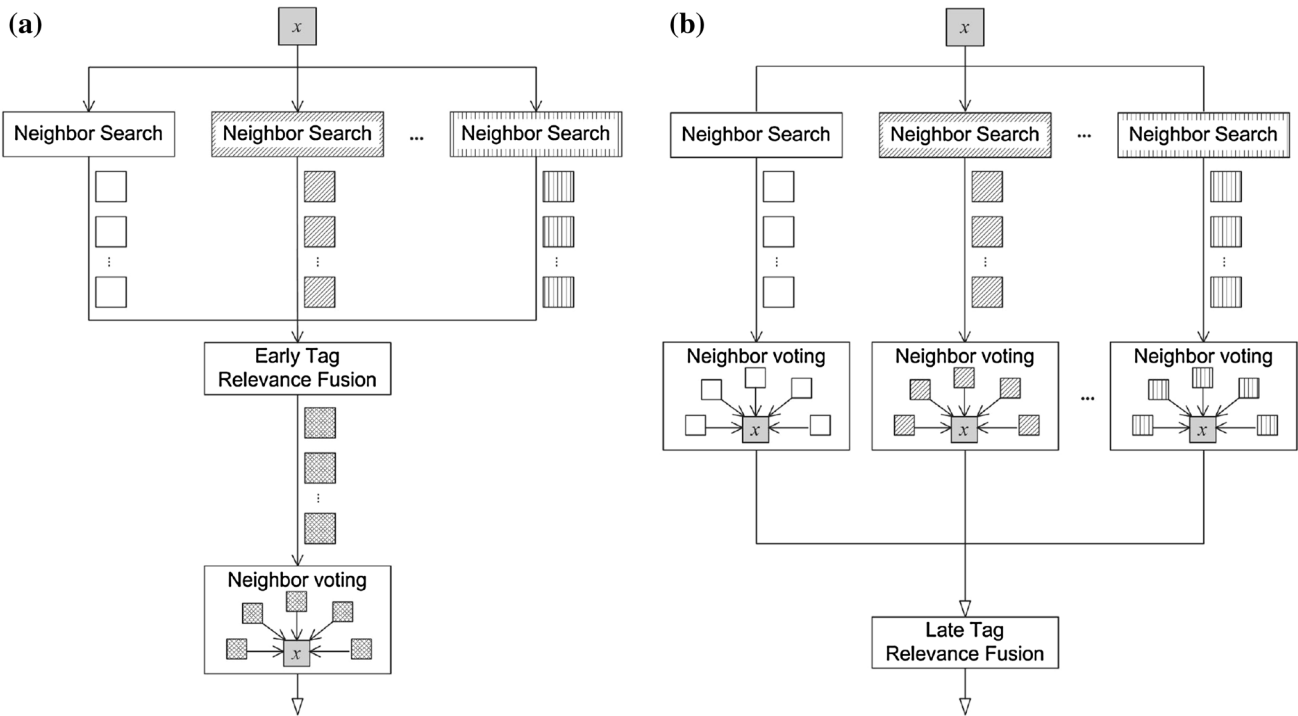 (a)
x
Neighbor Search
Neighbor Search
...
Neighbor Search
...
...
...
Early Tag
Relevance Fusion
...
Neighbor voting
x
(b)
x
Neighbor Search
Neighbor Search
...
Neighbor Search
...
...
...
Neighbor voting
x
Neighbor voting
x
...
Neighbor voting
x
Late Tag
Relevance Fusion